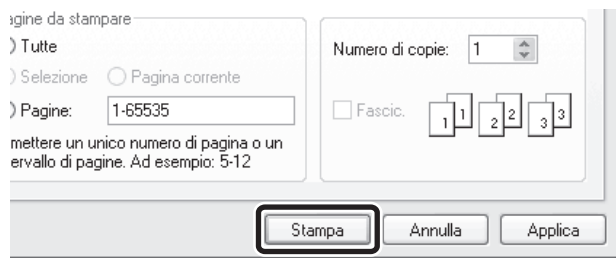 agine da stampare
Tutte
Selezione Pagina corrente
Pagine: 1-65535
mettere un unico numero di pagina o un
ervallo di pagine. Ad esempio: 5-12
Numero di copie: 1
Fascic.
1 1 2 2 3 3
Stampa Annulla Applica